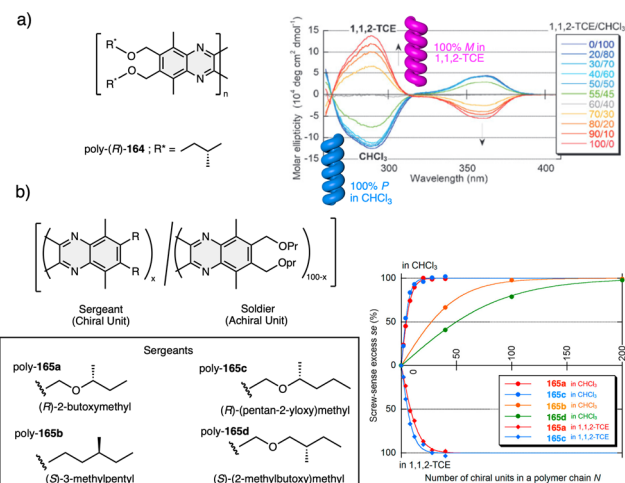 a)
R*
O
N
O
N
R*
n
poly-(R)-164 ; R* =
Molar ellipticity (10⁴ deg cm² dmol⁻¹)
15
10
5
0
-5
-10
-15
1,1,2-TCE
CHCl₃
100% M in
1,1,2-TCE
100% P
in CHCl₃
300
350
400
Wavelength (nm)
1,1,2-TCE/CHCl₃
0/100
20/80
30/70
40/60
50/50
55/45
60/40
70/30
80/20
90/10
100/0
b)
N
R
N
R
x
N
OPr
N
Opr
100-x
Sergeant
(Chiral Unit)
Soldier
(Achiral Unit)
Sergeants
poly-165a
O
(R)-2-butoxymethyl
poly-165c
O
(R)-(pentan-2-yloxy)methyl
poly-165b
(S)-3-methylpentyl
poly-165d
O
(S)-(2-methylbutoxy)methyl
in CHCl₃
Screw-sense excess se (%)
100
50
0
50
100
0
50
100
150
200
165a in CHCl₃
165c in CHCl₃
165b in CHCl₃
165d in CHCl₃
165a in 1,1,2-TCE
165c in 1,1,2-TCE
in 1,1,2-TCE
Number of chiral units in a polymer chain N